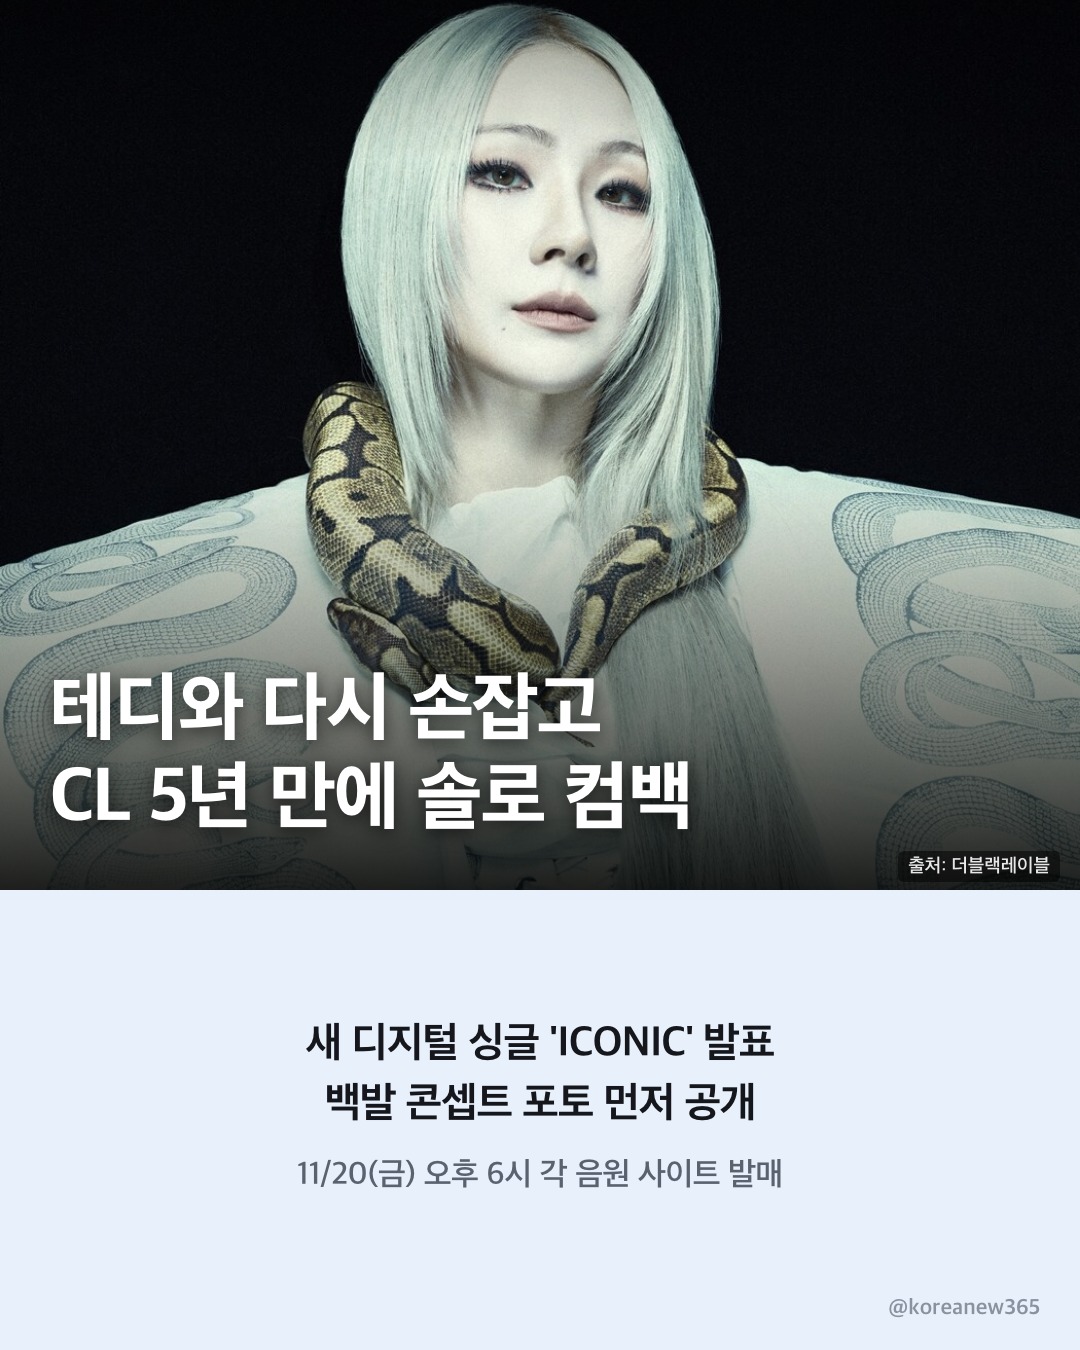 테디와 다시 손잡고
CL 5년 만에 솔로 컴백
출처: 더블랙레이블
새 디지털 싱글 'ICONIC' 발표
백발 콘셉트 포토 먼저 공개
11/20(금) 오후 6시 각 음원 사이트 발매
@koreanew365